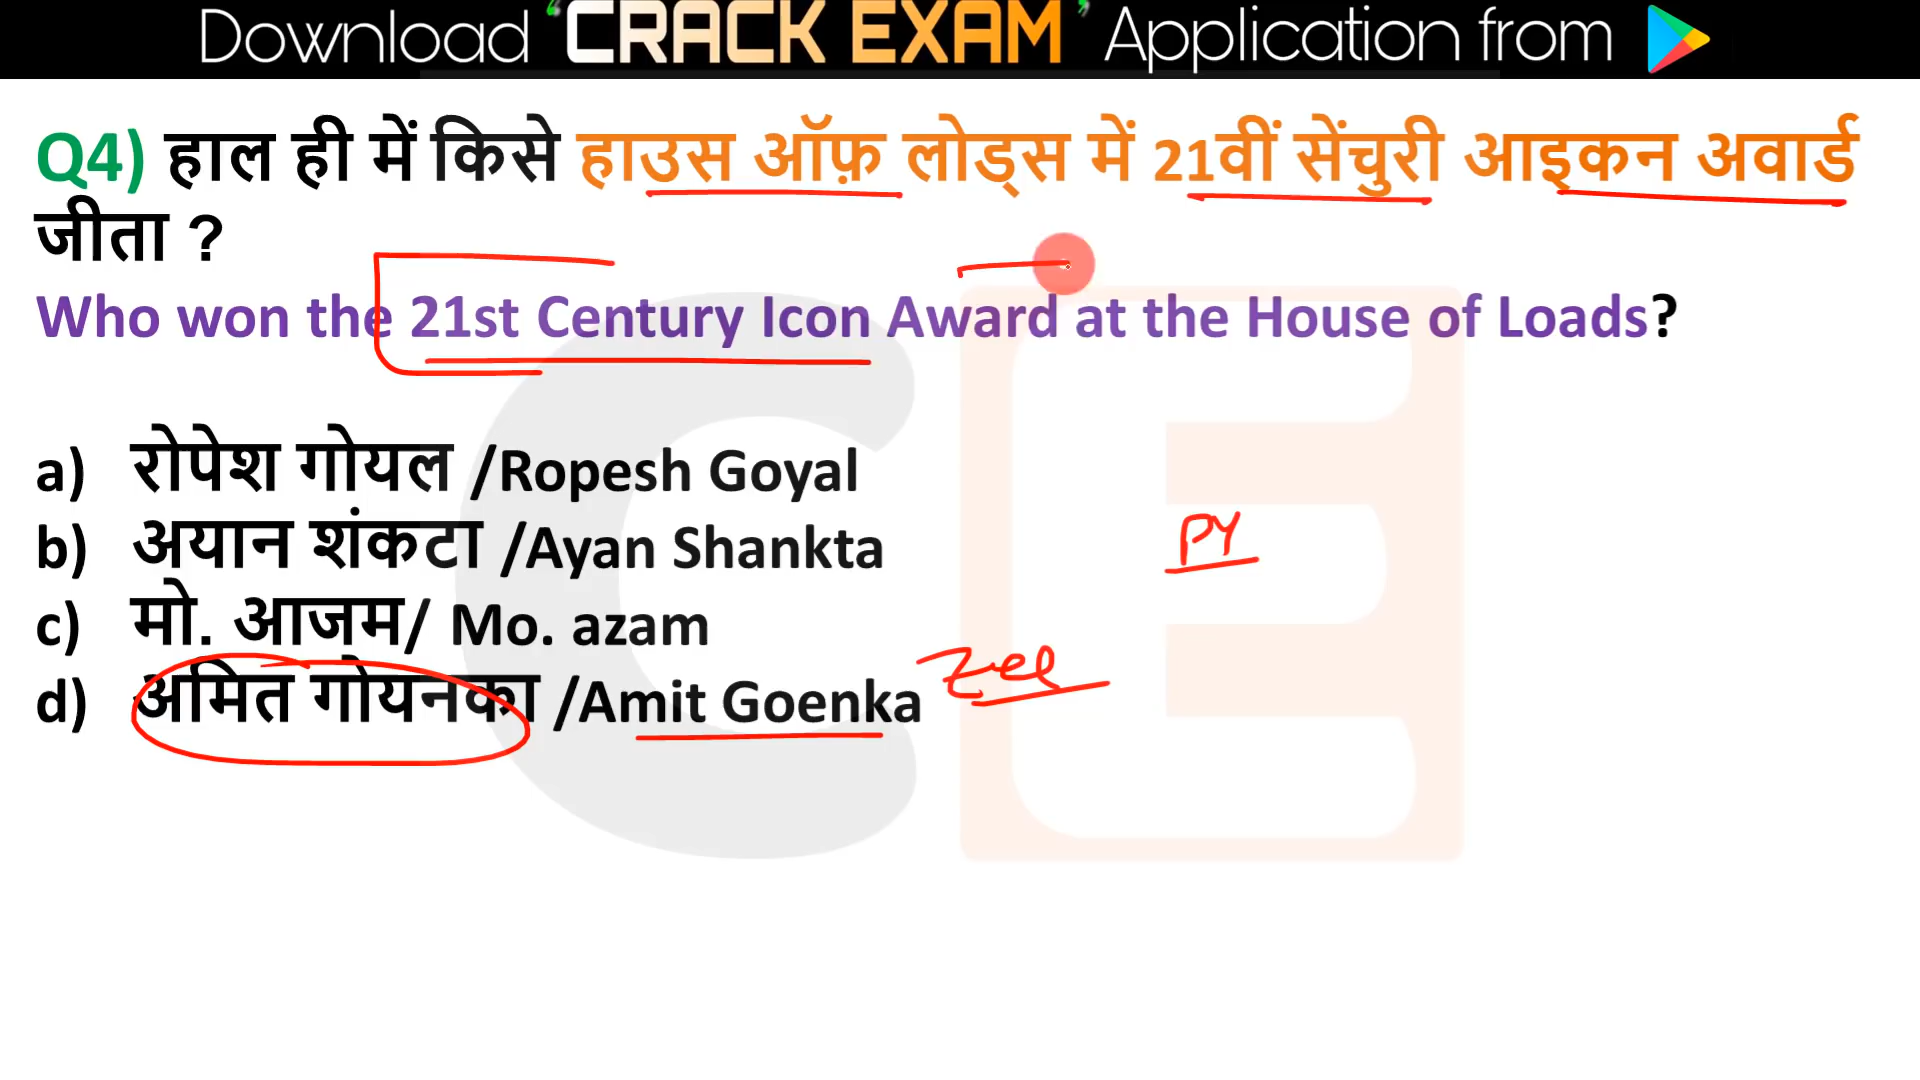 Download ‘CRACK EXAM’ Application from
Q4) हाल ही में किसे हाउस ऑफ़ लोड्स में 21वीं सेंचुरी आइकन अवार्ड
जीता ?
Who won the 21st Century Icon Award at the House of Loads?
a) रोपेश गोयल /Ropesh Goyal
b) अयान शंकटा /Ayan Shankta
PY
c) मो. आजम/ Mo. azam
d) अमित गोयनका /Amit Goenka Zee
CE